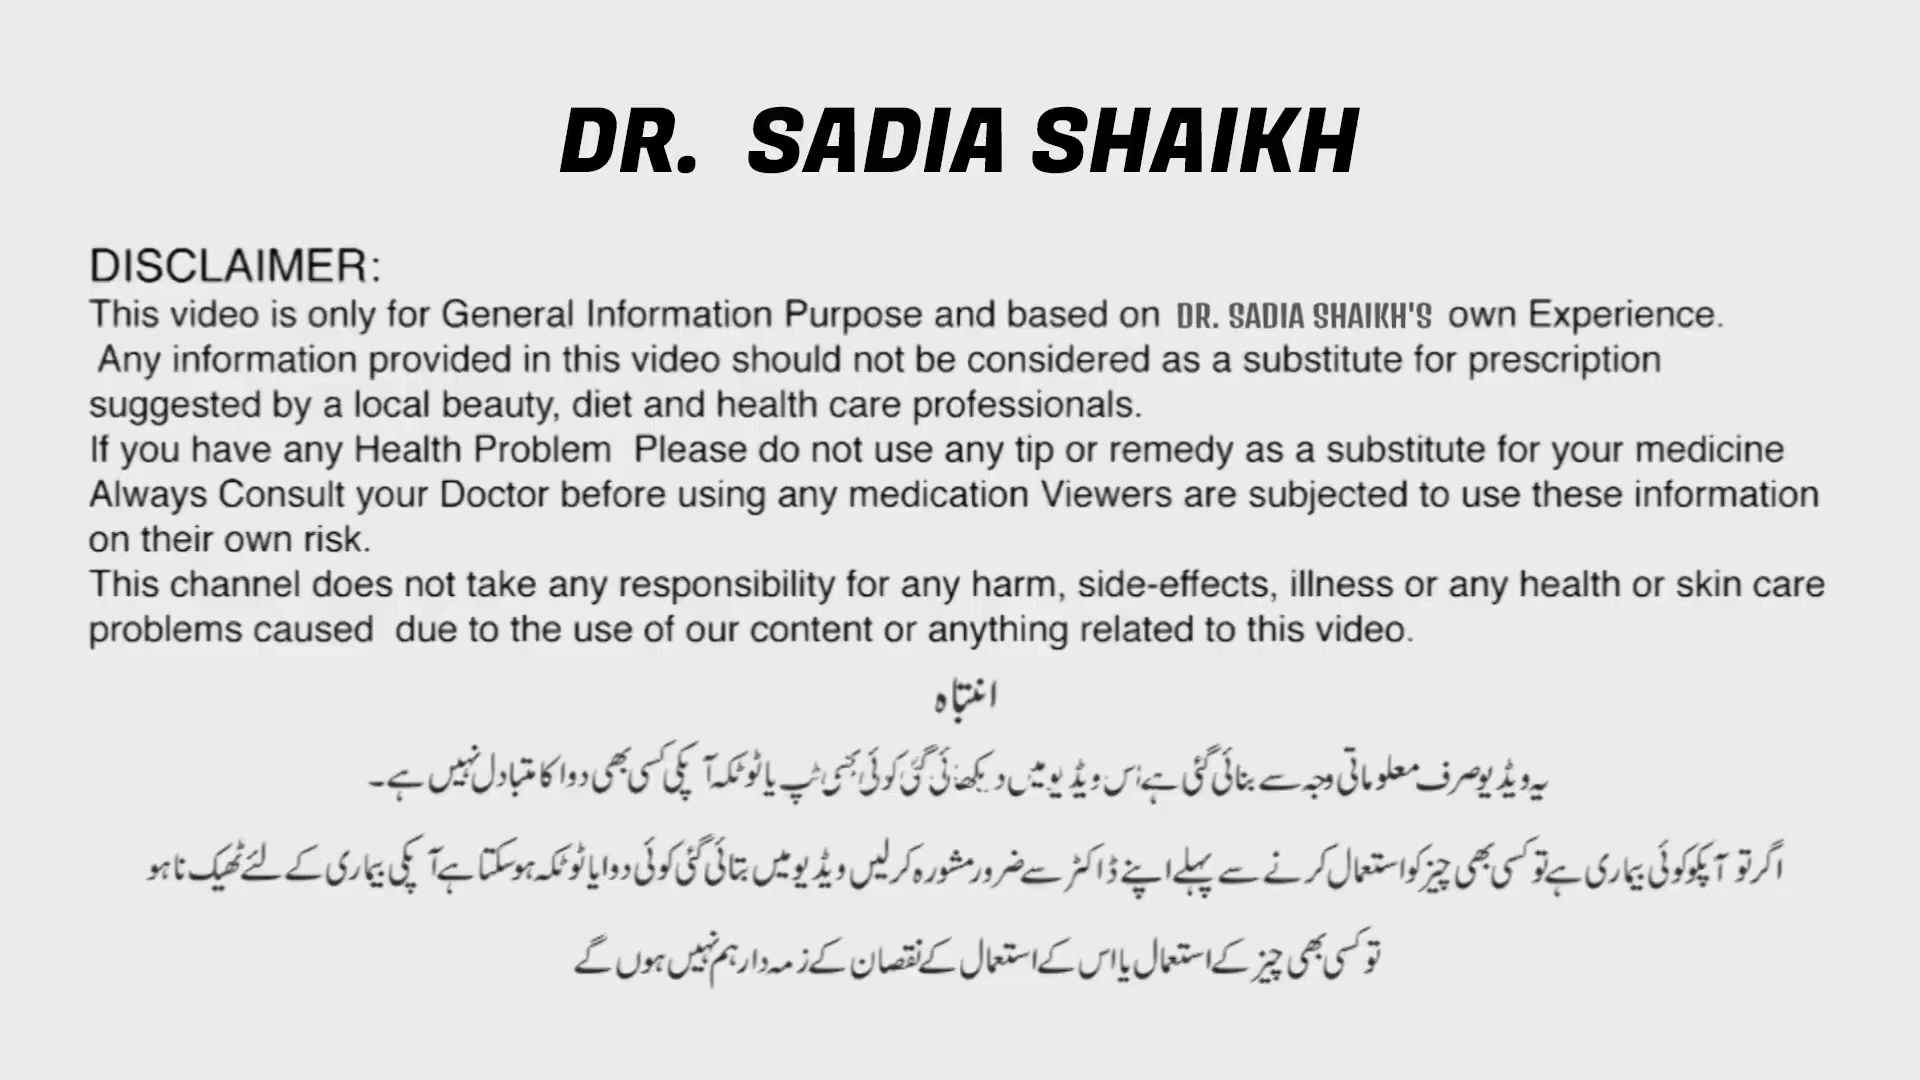 DR. SADIA SHAIKH
DISCLAIMER:
This video is only for General Information Purpose and based on DR. SADIA SHAIKH'S own Experience.
Any information provided in this video should not be considered as a substitute for prescription
suggested by a local beauty, diet and health care professionals.
If you have any Health Problem Please do not use any tip or remedy as a substitute for your medicine
Always Consult your Doctor before using any medication Viewers are subjected to use these information
on their own risk.
This channel does not take any responsibility for any harm, side-effects, illness or any health or skin care
problems caused due to the use of our content or anything related to this video.
انتباہ
یہ ویڈیو صرف معلوماتی وجہ سے بنائی گئی ہے اس ویڈیو میں دیکھائی گئی کوئی بھی ٹپ یا ٹوٹکہ آپکی کسی بھی دوا کا متبادل نہیں ہے۔
اگر تو آپکو کوئی بیماری ہے تو کسی بھی چیز کو استعمال کرنے سے پہلے اپنے ڈاکٹر سے ضرور مشورہ کر لیں ویڈیو میں بتائی گئی کوئی دوا یا ٹوٹکہ ہو سکتا ہے آپکی بیماری کے لئے ٹھیک نا ہو
تو کسی بھی چیز کے استعمال یا اس کے استعمال کے نقصان کے زمہ دار ہم نہیں ہوں گے